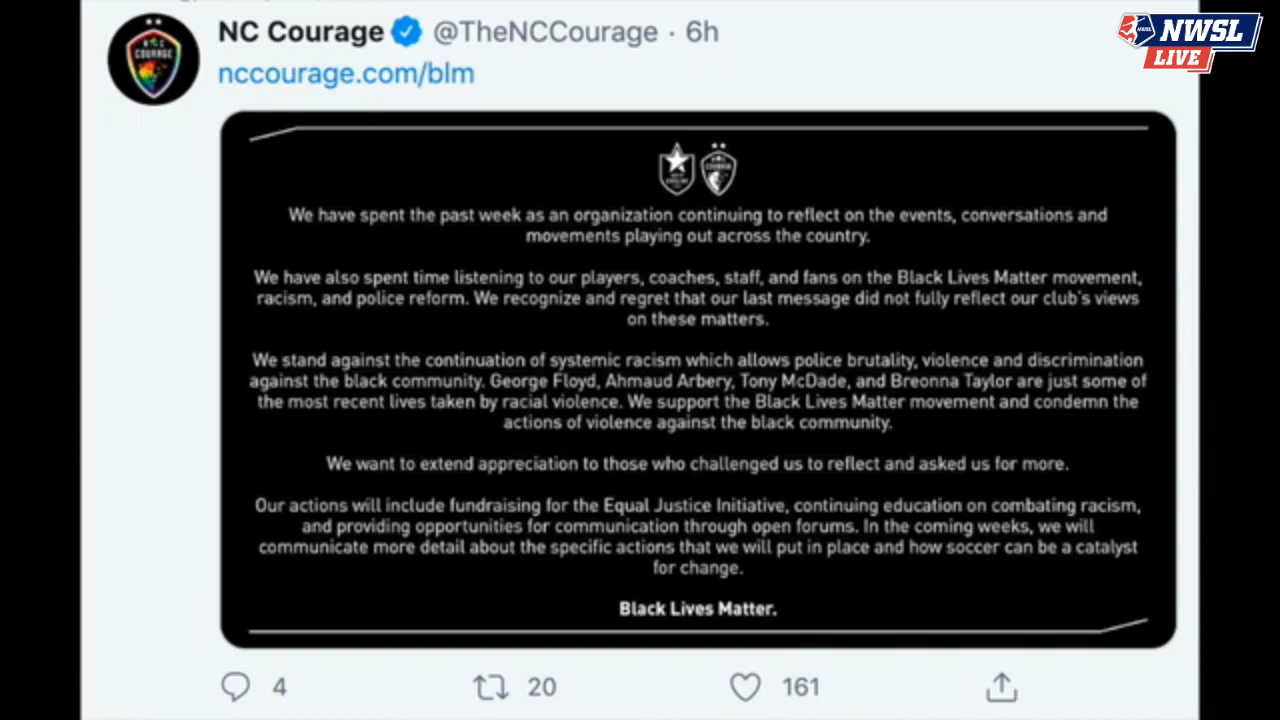 NC Courage @TheNCCourage · 6h
nccourage.com/blm
NWSL
LIVE
NC
COURAGE
We have spent the past week as an organization continuing to reflect on the events, conversations and
movements playing out across the country.
We have also spent time listening to our players, coaches, staff, and fans on the Black Lives Matter movement,
racism, and police reform. We recognize and regret that our last message did not fully reflect our club's views
on these matters.
We stand against the continuation of systemic racism which allows police brutality, violence and discrimination
against the black community. George Floyd, Ahmaud Arbery, Tony McDade, and Breonna Taylor are just some of
the most recent lives taken by racial violence. We support the Black Lives Matter movement and condemn the
actions of violence against the black community.
We want to extend appreciation to those who challenged us to reflect and asked us for more.
Our actions will include fundraising for the Equal Justice Initiative, continuing education on combating racism,
and providing opportunities for communication through open forums. In the coming weeks, we will
communicate more detail about the specific actions that we will put in place and how soccer can be a catalyst
for change.
Black Lives Matter.
4 20 161